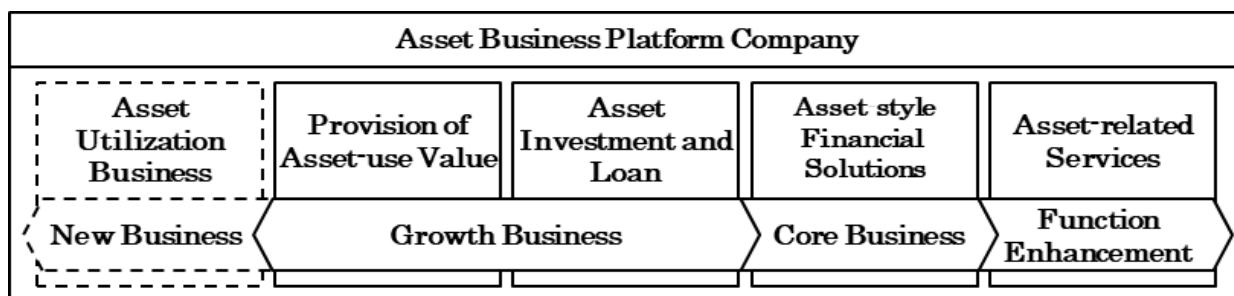 Asset Business Platform Company
Asset
Utilization
Business
Provision of
Asset-use Value
Asset
Investment and
Loan
Asset style
Financial
Solutions
Asset-related
Services
New Business
Growth Business
Core Business
Function
Enhancement